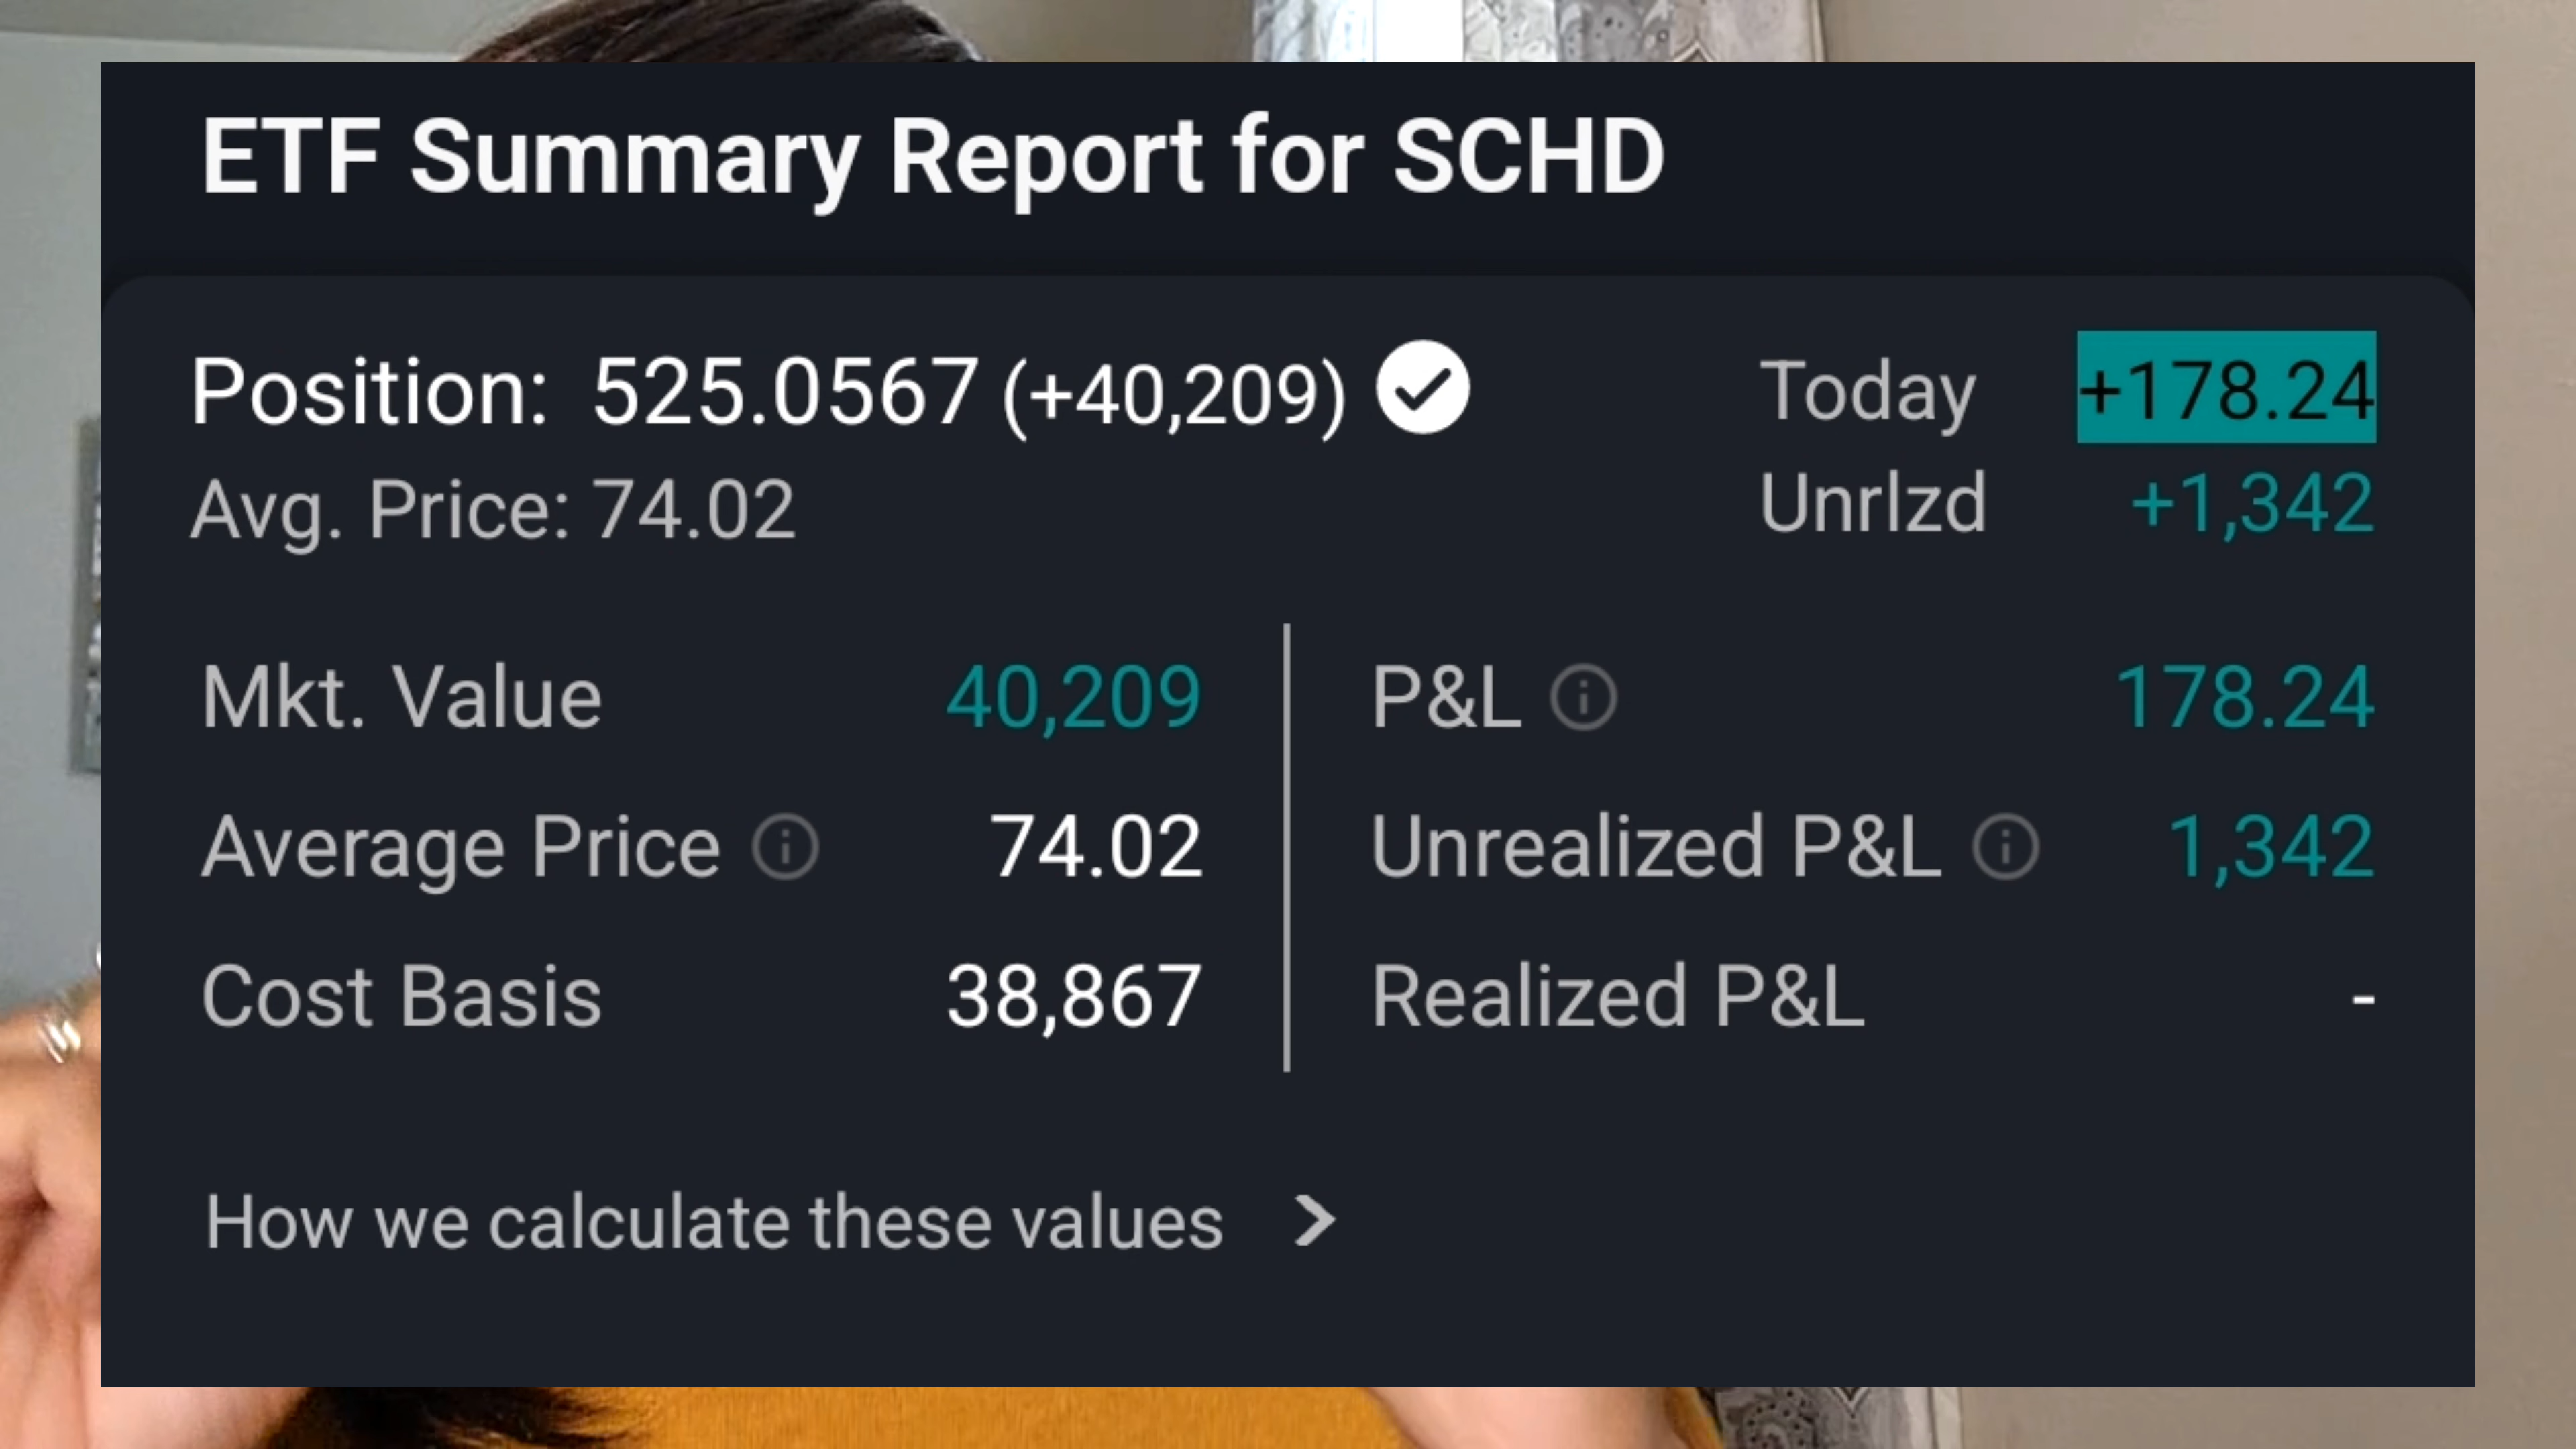 ETF Summary Report for SCHD
Position: 525.0567 (+40,209)
Today +178.24
Avg. Price: 74.02
Unrlzd +1,342
Mkt. Value 40,209
P&L 178.24
Average Price 74.02
Unrealized P&L 1,342
Cost Basis 38,867
Realized P&L -
How we calculate these values